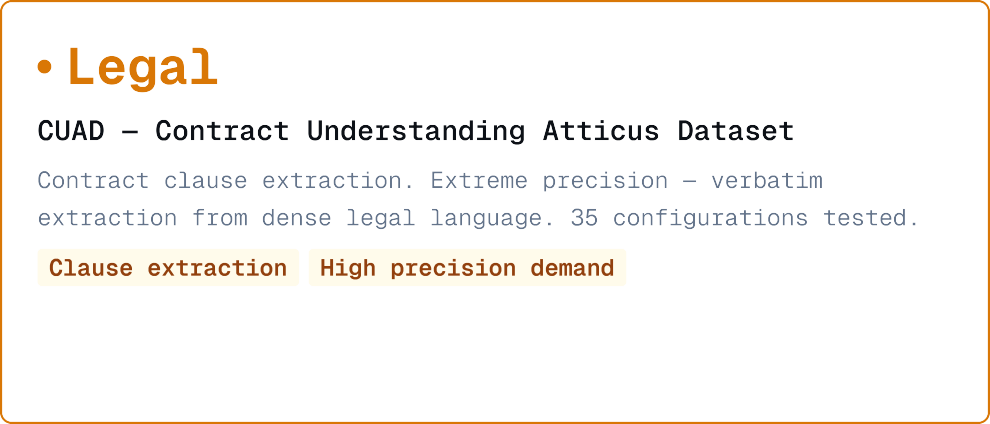 • Legal
CUAD — Contract Understanding Atticus Dataset
Contract clause extraction. Extreme precision — verbatim
extraction from dense legal language. 35 configurations tested.
Clause extraction High precision demand